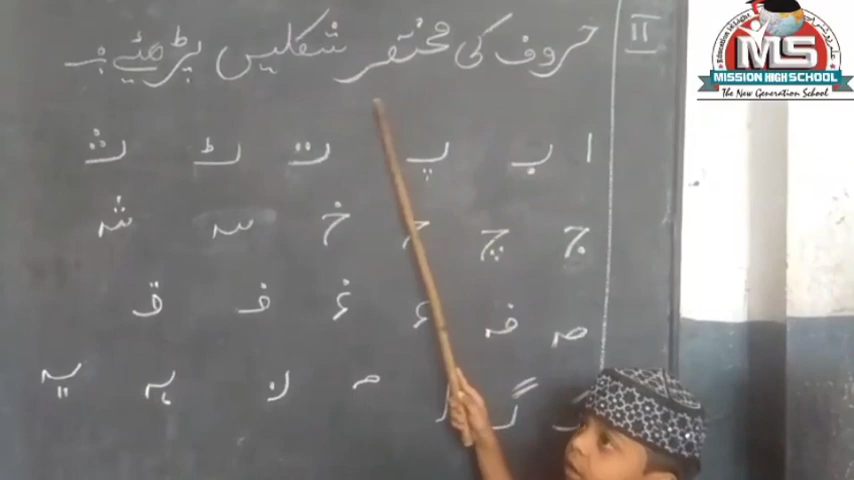 II
حروف کی مختصر شکلیں پڑھئیے :-
ا بـ پـ تـ ٹـ ثـ
جـ چـ حـ خـ سـ شـ
صـ ضـ عـ غـ فـ قـ
گـ مـ نـ ہـ یـ
MS
MISSION HIGH SCHOOL
The New Generation School